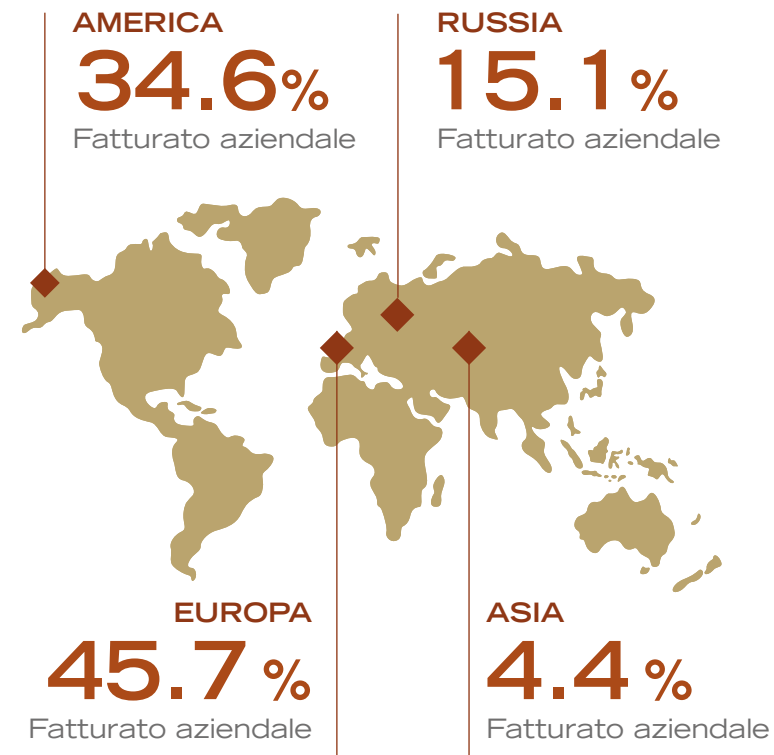 AMERICA
34.6%
Fatturato aziendale
RUSSIA
15.1%
Fatturato aziendale
EUROPA
45.7 %
Fatturato aziendale
ASIA
4.4 %
Fatturato aziendale